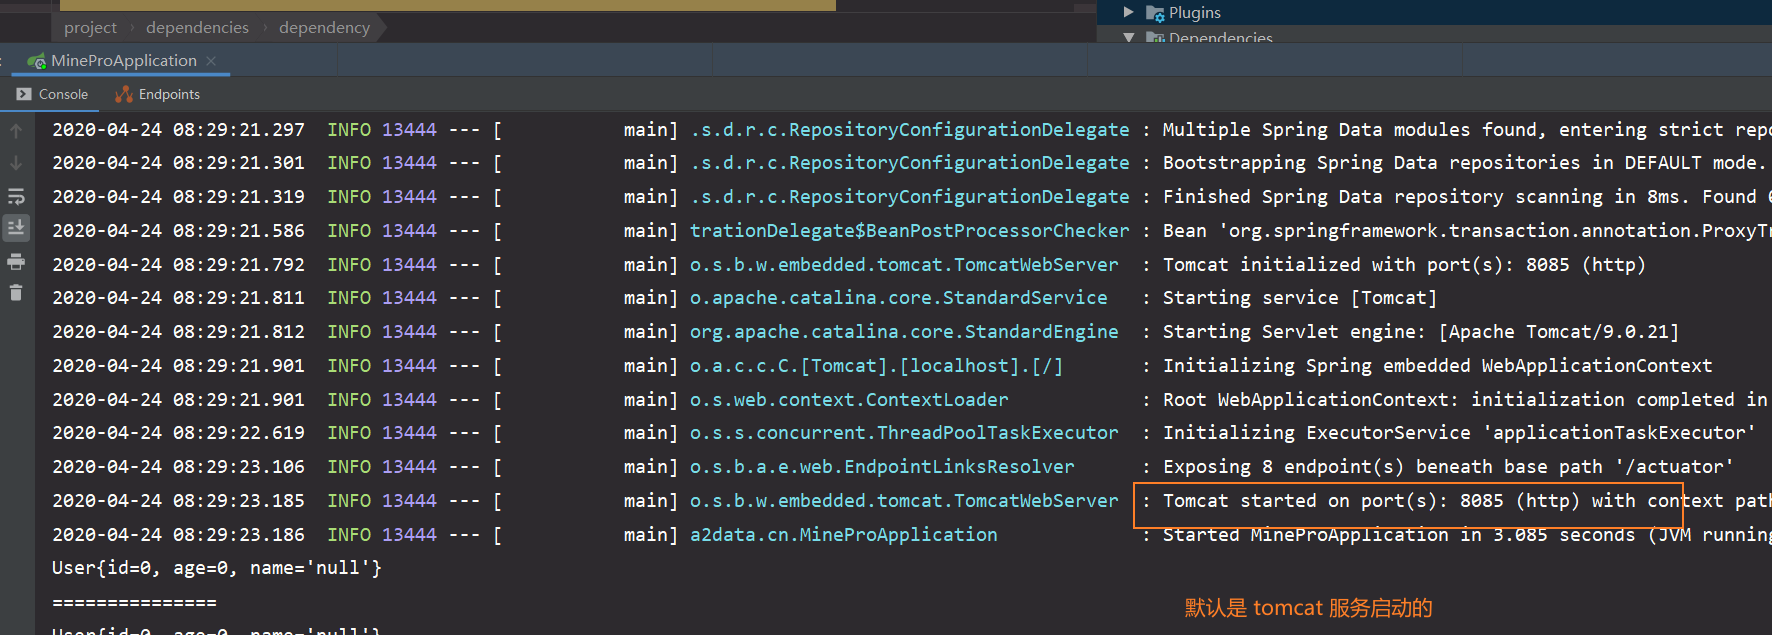 Plugins
project dependencies dependency
Dependencies
: MineProApplication
Console Endpoints
2020-04-24 08:29:21.297 INFO 13444 --- [ main] .s.d.r.c.RepositoryConfigurationDelegate : Multiple Spring Data modules found, entering strict repo
2020-04-24 08:29:21.301 INFO 13444 --- [ main] .s.d.r.c.RepositoryConfigurationDelegate : Bootstrapping Spring Data repositories in DEFAULT mode.
2020-04-24 08:29:21.319 INFO 13444 --- [ main] .s.d.r.c.RepositoryConfigurationDelegate : Finished Spring Data repository scanning in 8ms. Found
2020-04-24 08:29:21.586 INFO 13444 --- [ main] trationDelegate$BeanPostProcessorChecker : Bean 'org.springframework.transaction.annotation.ProxyTr
2020-04-24 08:29:21.792 INFO 13444 --- [ main] o.s.b.w.embedded.tomcat.TomcatWebServer : Tomcat initialized with port(s): 8085 (http)
2020-04-24 08:29:21.811 INFO 13444 --- [ main] o.apache.catalina.core.StandardService : Starting service [Tomcat]
2020-04-24 08:29:21.812 INFO 13444 --- [ main] org.apache.catalina.core.StandardEngine : Starting Servlet engine: [Apache Tomcat/9.0.21]
2020-04-24 08:29:21.901 INFO 13444 --- [ main] o.a.c.c.C.[Tomcat].[localhost].[/] : Initializing Spring embedded WebApplicationContext
2020-04-24 08:29:21.901 INFO 13444 --- [ main] o.s.web.context.ContextLoader : Root WebApplicationContext: initialization completed in
2020-04-24 08:29:22.619 INFO 13444 --- [ main] o.s.s.concurrent.ThreadPoolTaskExecutor : Initializing ExecutorService 'applicationTaskExecutor'
2020-04-24 08:29:23.106 INFO 13444 --- [ main] o.s.b.a.e.web.EndpointLinksResolver : Exposing 8 endpoint(s) beneath base path '/actuator'
2020-04-24 08:29:23.185 INFO 13444 --- [ main] o.s.b.w.embedded.tomcat.TomcatWebServer : Tomcat started on port(s): 8085 (http) with context path
2020-04-24 08:29:23.186 INFO 13444 --- [ main] a2data.cn.MineProApplication : Started MineProApplication in 3.085 seconds (JVM running
User{id=0, age=0, name='null'}
===============
默认是 tomcat 服务启动的
User{id=0, age=0, name='null'}